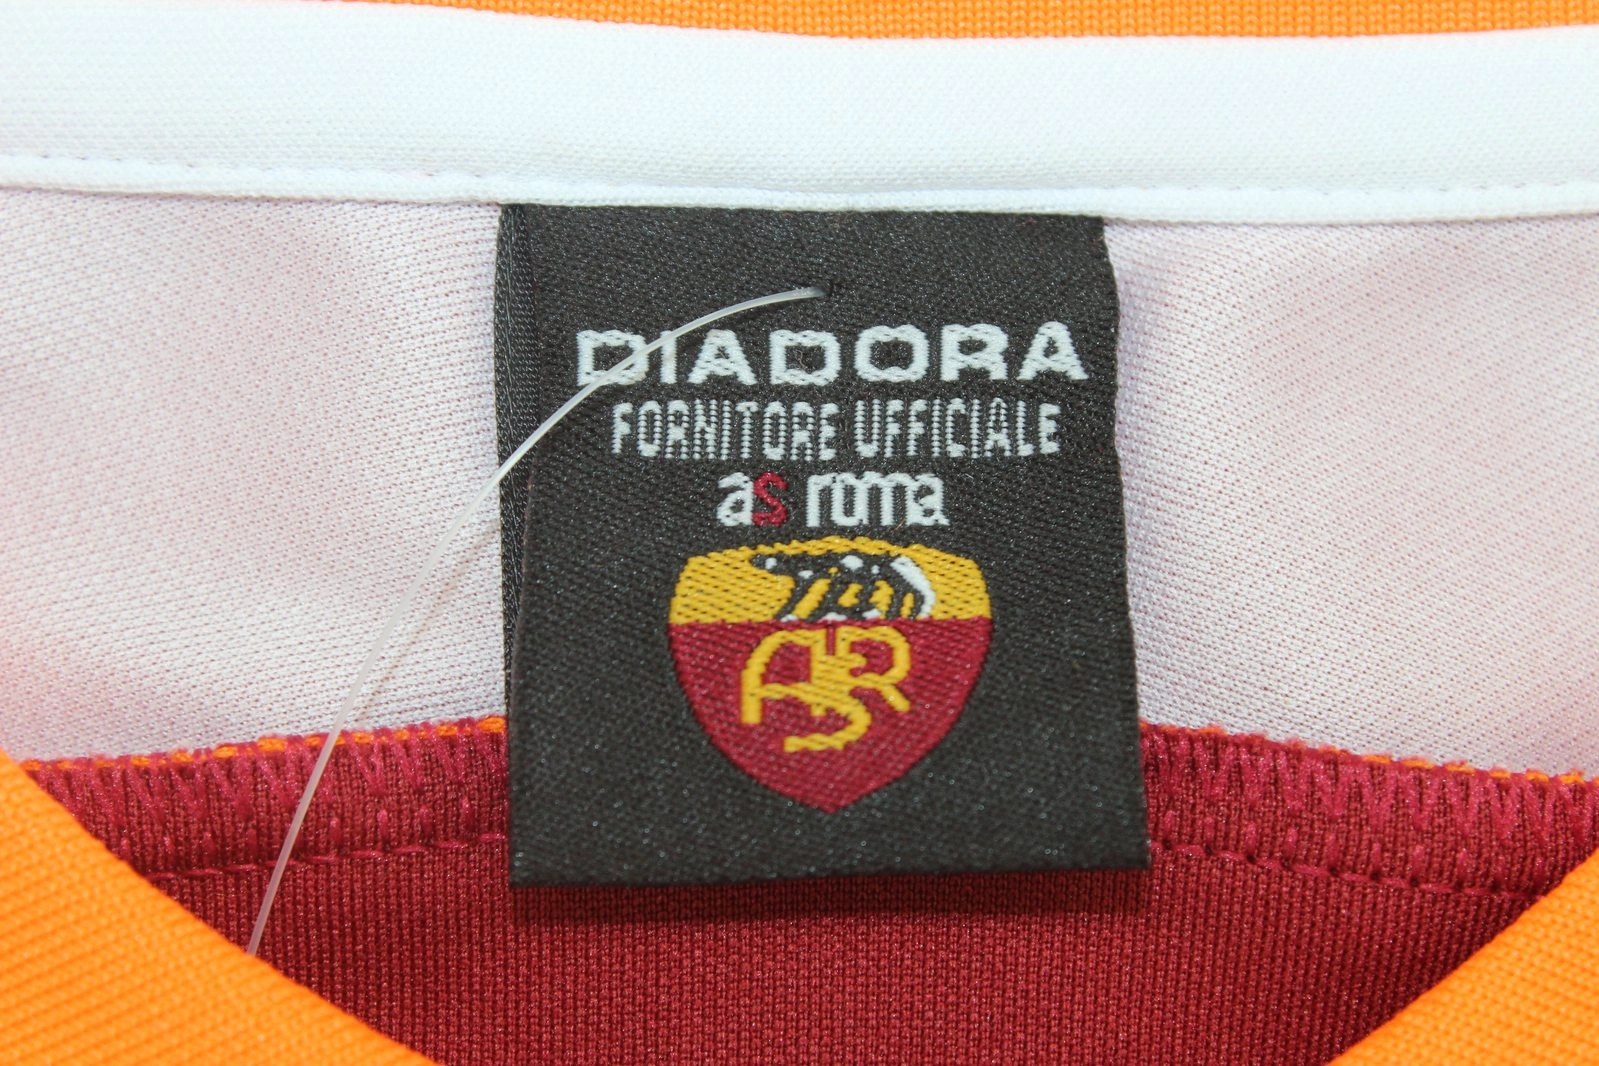 DIADORA
FORNITORE UFFICIALE
as roma
ASR